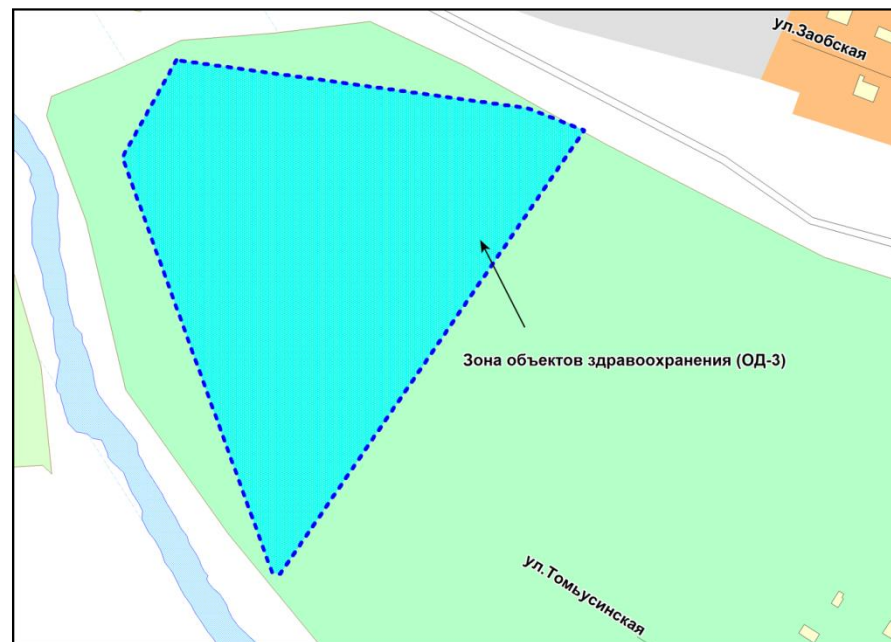 ул.Заобская
Зона объектов здравоохранения (ОД-3)
ул.Томьусинская